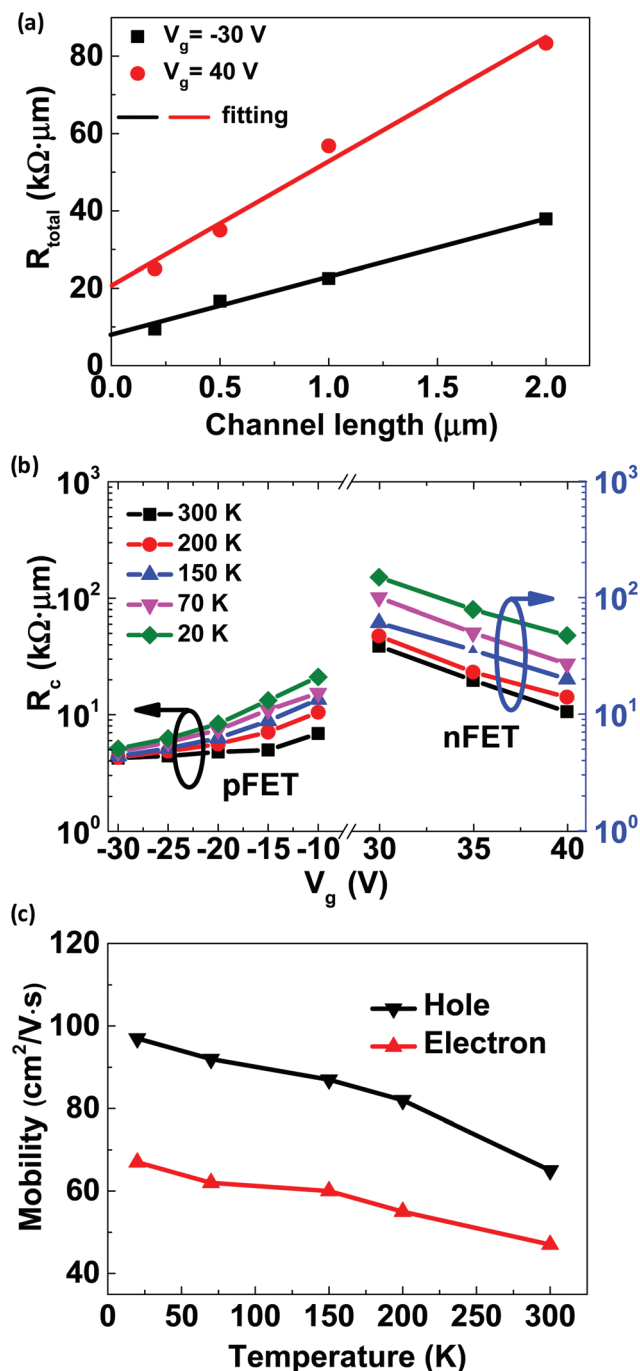 (a)
V_g= -30 V
V_g= 40 V
fitting
R_total (kΩ·μm)
80
60
40
20
0
0.0 0.5 1.0 1.5 2.0
Channel length (μm)
(b)
10^3 10^3
300 K
200 K
150 K
70 K
20 K
R_c (kΩ·μm)
10^2 10^2
10^1 10^1
10^0 10^0
pFET
nFET
-30 -25 -20 -15 -10 30 35 40
V_g (V)
(c)
Mobility (cm^2/V·s)
120
100
80
60
40
Hole
Electron
0 50 100 150 200 250 300
Temperature (K)